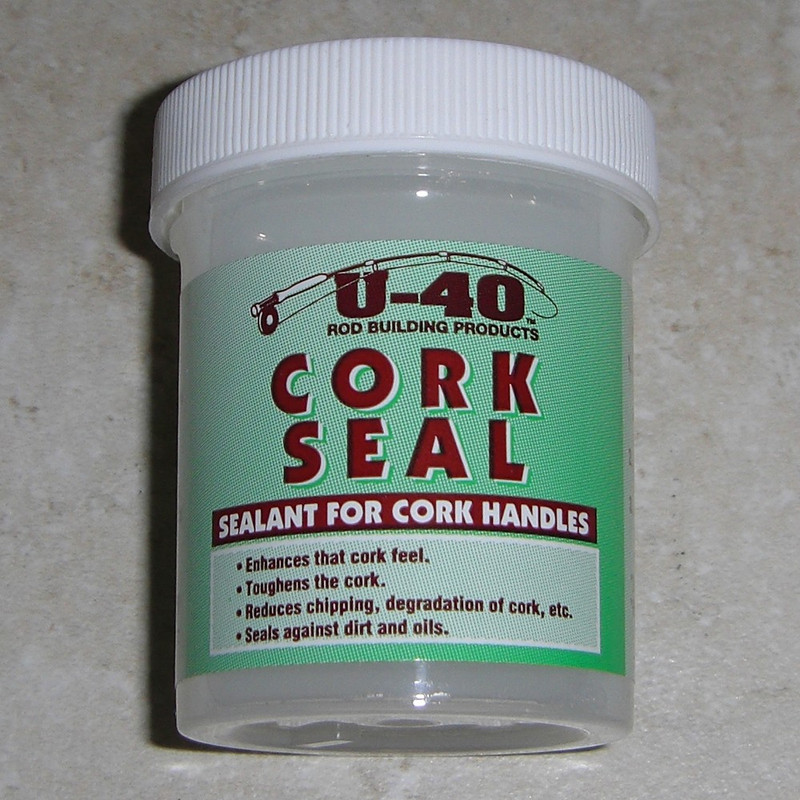 U-40™
ROD BUILDING PRODUCTS
CORK
SEAL
SEALANT FOR CORK HANDLES
• Enhances that cork feel.
• Toughens the cork.
• Reduces chipping, degradation of cork, etc.
• Seals against dirt and oils.